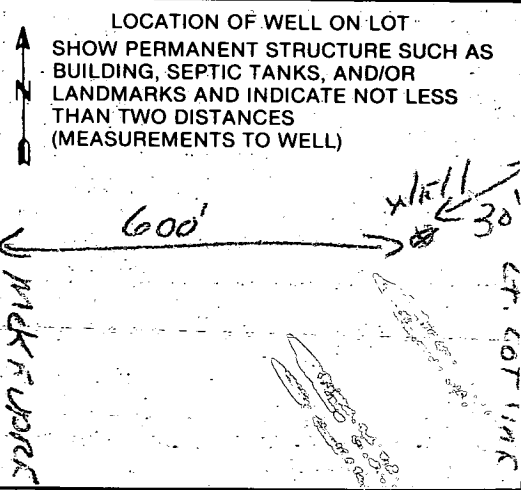 LOCATION OF WELL ON LOT
SHOW PERMANENT STRUCTURE SUCH AS
BUILDING, SEPTIC TANKS, AND/OR
LANDMARKS AND INDICATE NOT LESS
THAN TWO DISTANCES
(MEASUREMENTS TO WELL)
N
well
600'
30'